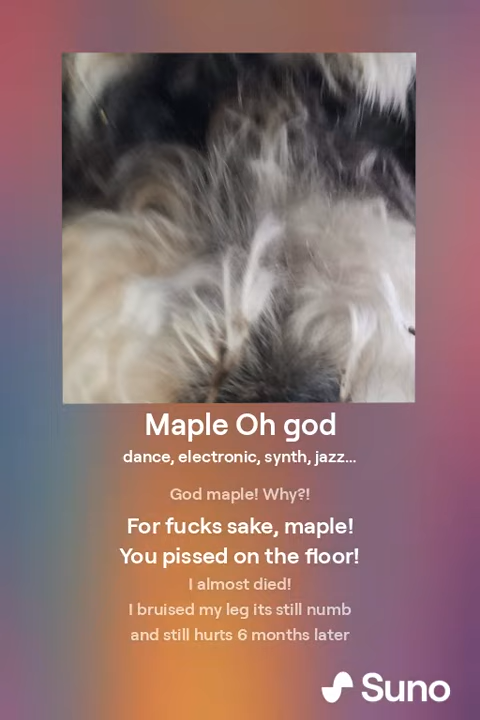 Maple Oh god
dance, electronic, synth, jazz...
God maple! Why?!
For fucks sake, maple!
You pissed on the floor!
I almost died!
I bruised my leg its still numb
and still hurts 6 months later
Suno